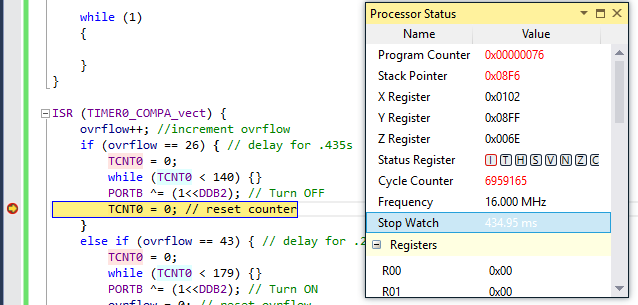 while (1)
{
}
}
ISR (TIMER0_COMPA_vect) {
ovrflow++; //increment ovrflow
if (ovrflow == 26) { // delay for .435s
TCNT0 = 0;
while (TCNT0 < 140) {}
PORTB ^= (1<<DDB2); // Turn OFF
TCNT0 = 0; // reset counter
}
else if (ovrflow == 43) { // delay for .2
TCNT0 = 0;
while (TCNT0 < 179) {}
PORTB ^= (1<<DDB2); // Turn ON
ovrflow = 0; // reset ovrflow
Processor Status
Name Value
Program Counter 0x00000076
Stack Pointer 0x08F6
X Register 0x0102
Y Register 0x08FF
Z Register 0x006E
Status Register I T H S V N Z C
Cycle Counter 6959165
Frequency 16.000 MHz
Stop Watch 434.95 ms
Registers
R00 0x00
R01 0x00